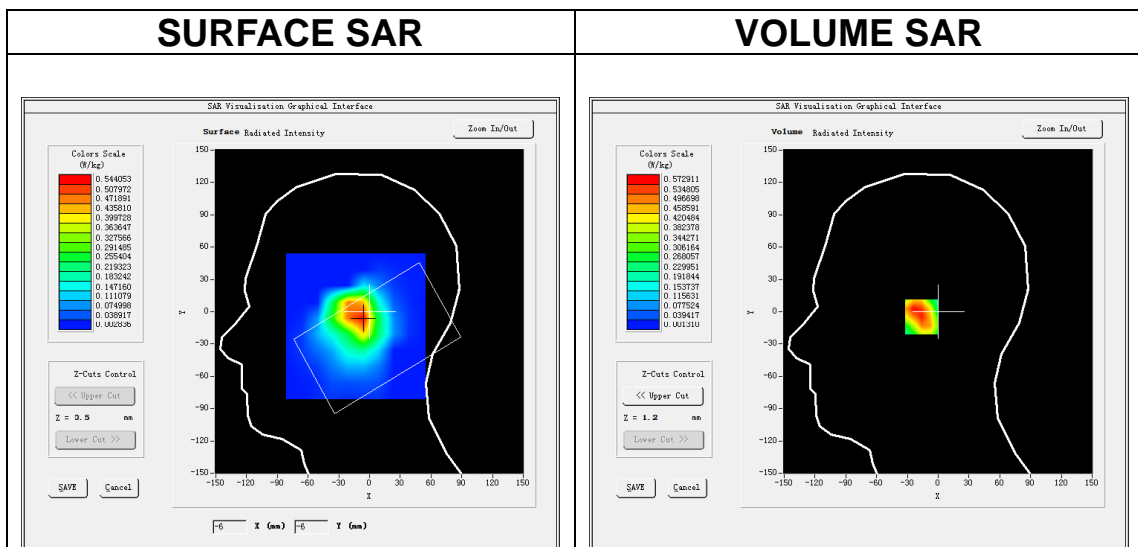 SURFACE SAR
VOLUME SAR
SAR Visualisation Graphical Interface
Surface Radiated Intensity
Zoom In/Out
Colors Scale
(W/kg)
0.544053
0.507972
0.471891
0.435810
0.399728
0.363647
0.327566
0.291485
0.255404
0.219323
0.183242
0.147160
0.111079
0.074998
0.038917
0.002836
150
120
90
60
30
0
-30
-60
-90
-120
-150
Y
-150 -120 -90 -60 -30 0 30 60 90 120 150
X
Z-Cuts Control
<< Upper Cut
Z = 3.5 mm
Lower Cut >>
SAVE Cancel
-6 X (mm) -6 Y (mm)
SAR Visualisation Graphical Interface
Volume Radiated Intensity
Zoom In/Out
Colors Scale
(W/kg)
0.572911
0.534805
0.496698
0.458591
0.420484
0.382378
0.344271
0.306164
0.268057
0.229951
0.191844
0.153737
0.115631
0.077524
0.039417
0.001310
150
120
90
60
30
0
-30
-60
-90
-120
-150
Y
-150 -120 -90 -60 -30 0 30 60 90 120 150
X
Z-Cuts Control
<< Upper Cut
Z = 1.2 mm
Lower Cut >>
SAVE Cancel